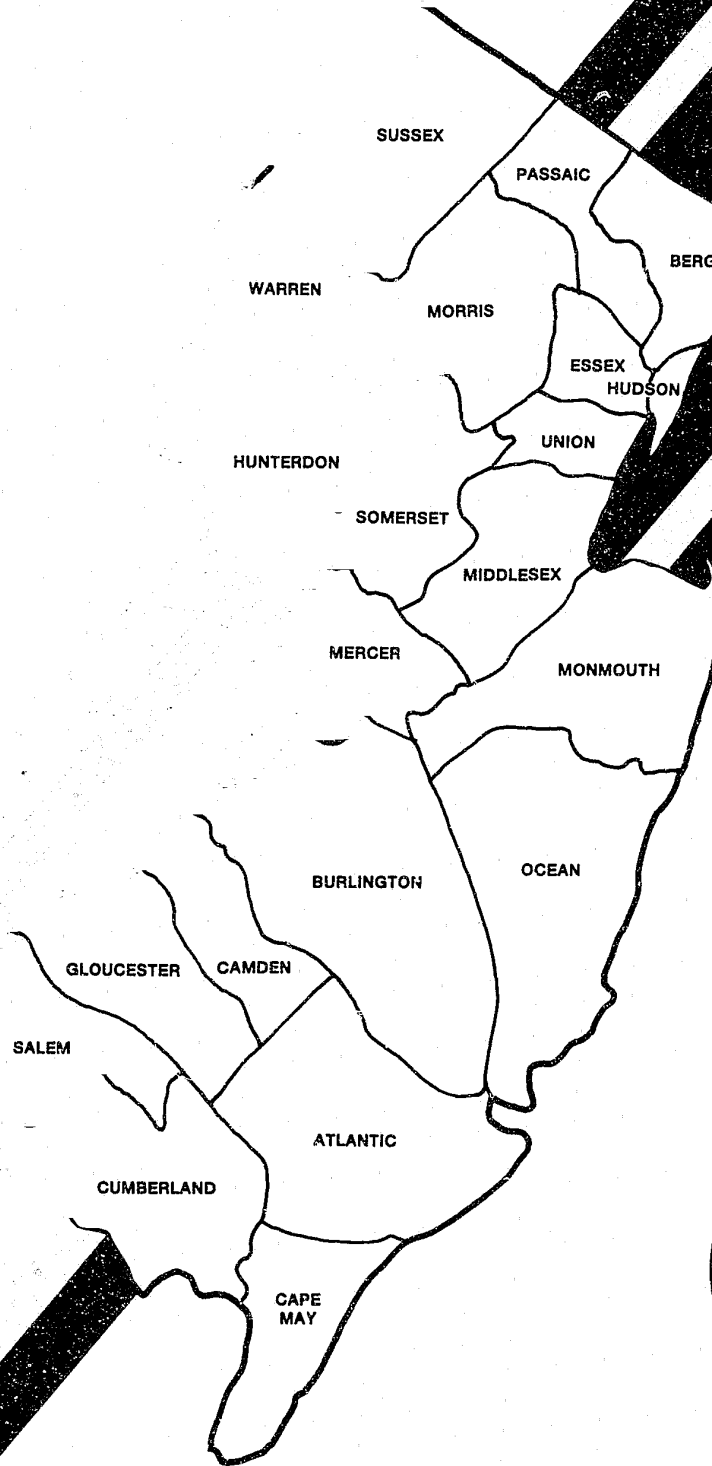 SUSSEX
PASSAIC
BERG
WARREN
MORRIS
ESSEX
HUDSON
UNION
HUNTERDON
SOMERSET
MIDDLESEX
MERCER
MONMOUTH
OCEAN
BURLINGTON
GLOUCESTER
CAMDEN
SALEM
ATLANTIC
CUMBERLAND
CAPE
MAY